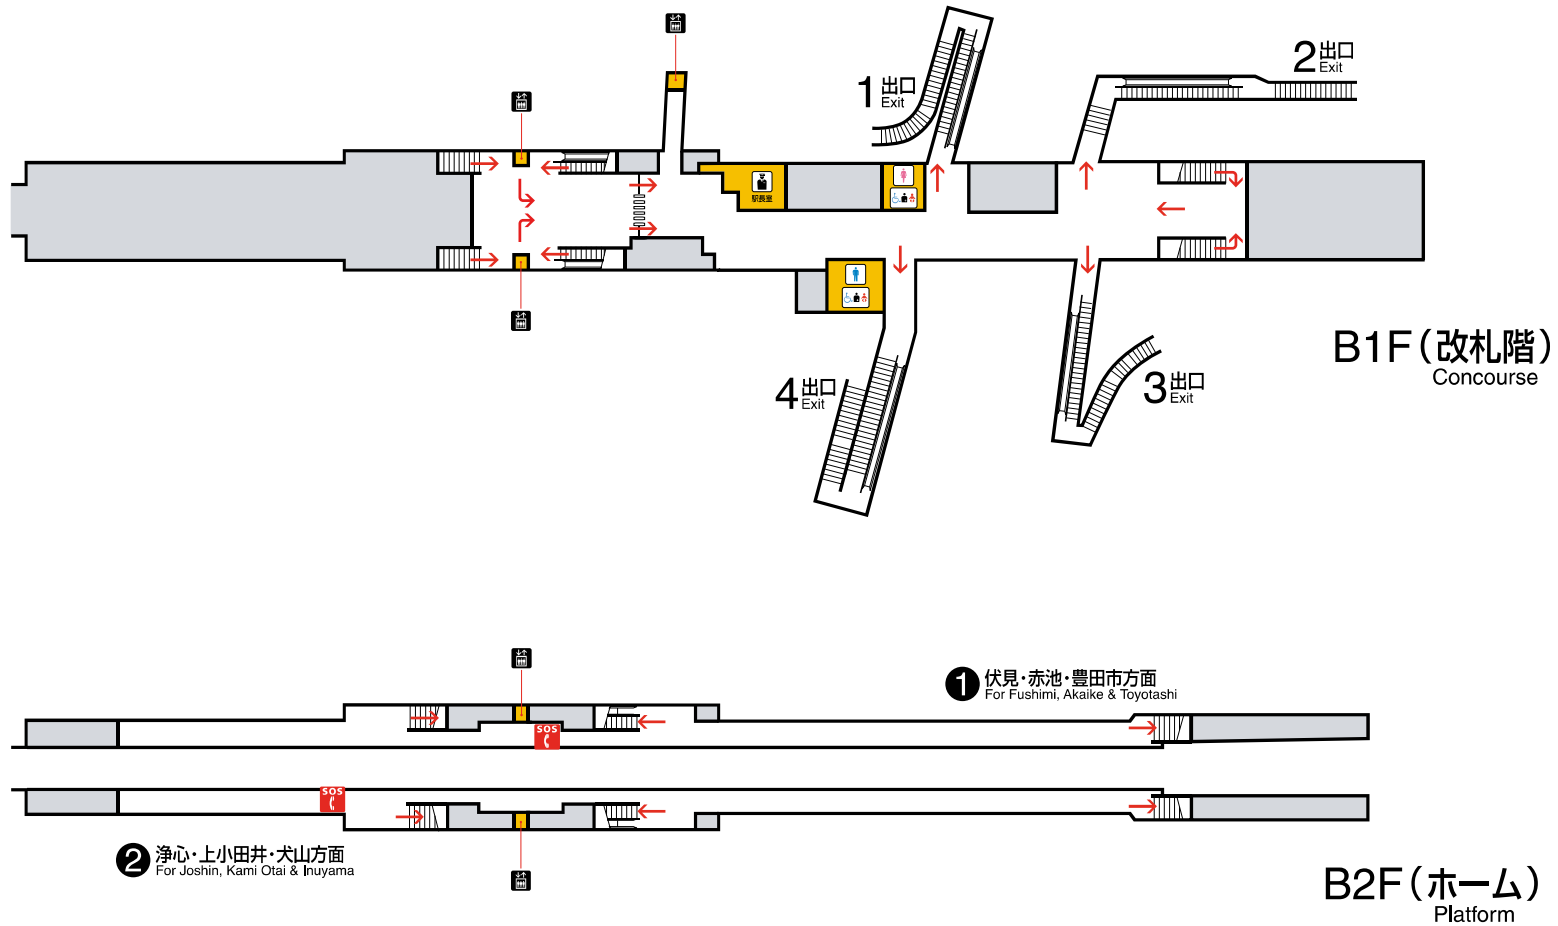 1 出口
Exit
2 出口
Exit
駅長室
4 出口
Exit
3 出口
Exit
B1F(改札階)
Concourse
1 伏見・赤池・豊田市方面
For Fushimi, Akaike & Toyotashi
SOS
SOS
2 浄心・上小田井・犬山方面
For Joshin, Kami Otai & Inuyama
B2F(ホーム)
Platform